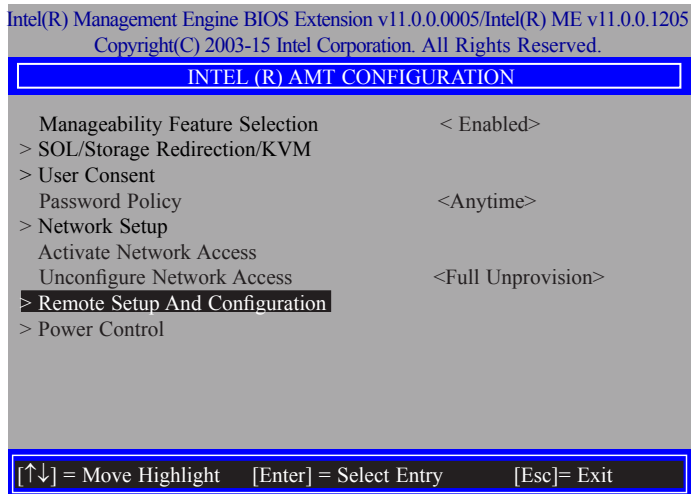 Intel(R) Management Engine BIOS Extension v11.0.0.0005/Intel(R) ME v11.0.0.1205
Copyright(C) 2003-15 Intel Corporation. All Rights Reserved.
INTEL (R) AMT CONFIGURATION
Manageability Feature Selection < Enabled>
> SOL/Storage Redirection/KVM
> User Consent
Password Policy <Anytime>
> Network Setup
Activate Network Access
Unconfigure Network Access <Full Unprovision>
> Remote Setup And Configuration
> Power Control
[↑↓] = Move Highlight [Enter] = Select Entry [Esc]= Exit